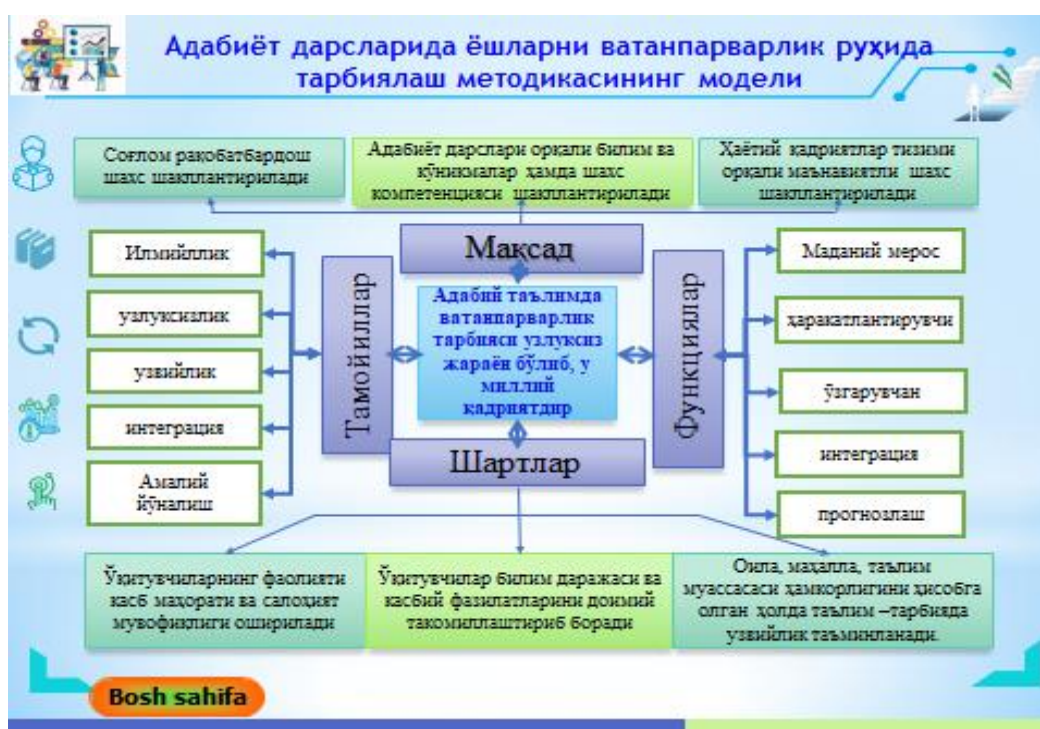 Адабиёт дарсларида ёшларни ватанпарварлик руҳида
тарбиялаш методикасининг модели
Соғлом рақобатбардош
шахс шакллантирилади
Адабиёт дарслари орқали билим ва
кўникмалар ҳамда шахс
компетенцияси шакллантирилади
Ҳаётий қадриятлар тизими
орқали маънавиятли шахс
шакллантирилади
Мақсад
Илмийлик
узлуксизлик
узвийлик
интеграция
Амалий
йўналиш
Тамойиллар
Адабий таълимда
ватанпарварлик
тарбияси узлуксиз
жараён бўлиб, у
миллий
қадриятдир
Функциялар
Маданий мерос
ҳаракатлантирувчи
ўзгарувчан
интеграция
прогнозлаш
Шартлар
Ўқитувчиларнинг фаолияти
касб маҳорати ва салоҳият
мувофиқлиги оширилади
Ўқитувчилар билим даражаси ва
касбий фазилатларини доимий
такомиллаштириб боради
Оила, маҳалла, таълим
муассасаси ҳамкорлигини ҳисобга
олган ҳолда таълим –тарбияда
узвийлик таъминланади.
Bosh sahifa